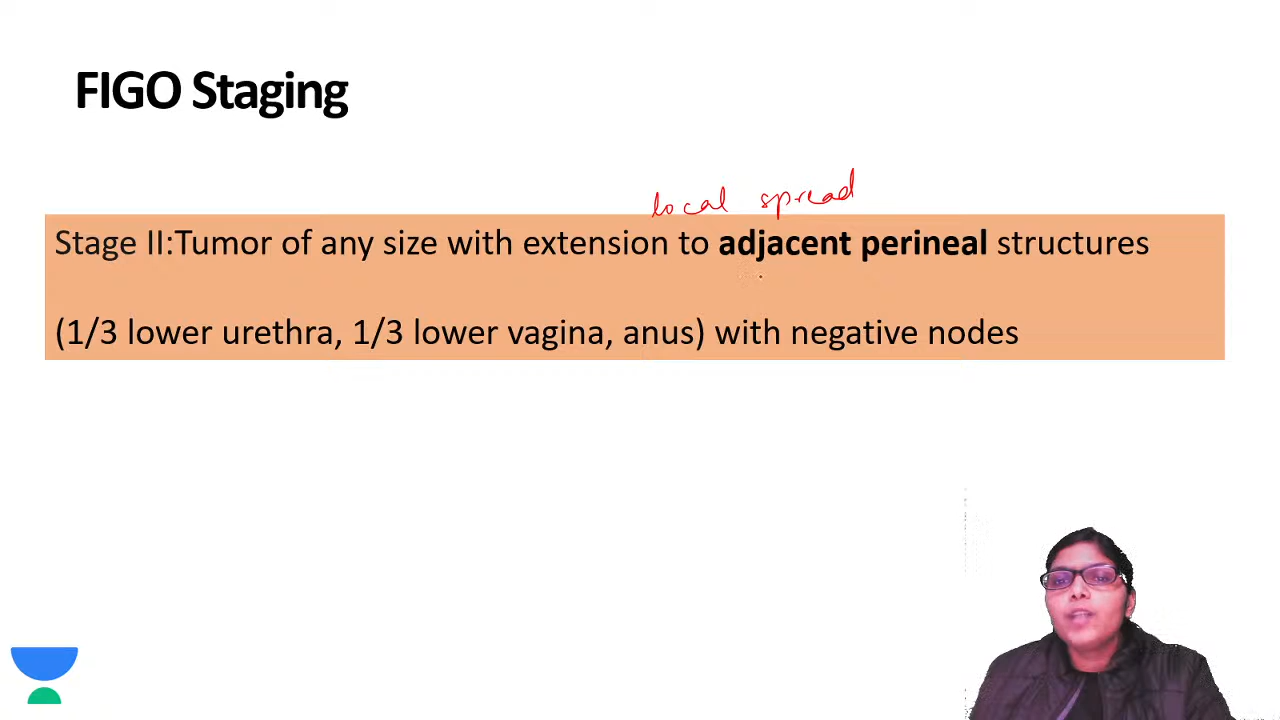 FIGO Staging
local spread
Stage II:Tumor of any size with extension to adjacent perineal structures
(1/3 lower urethra, 1/3 lower vagina, anus) with negative nodes